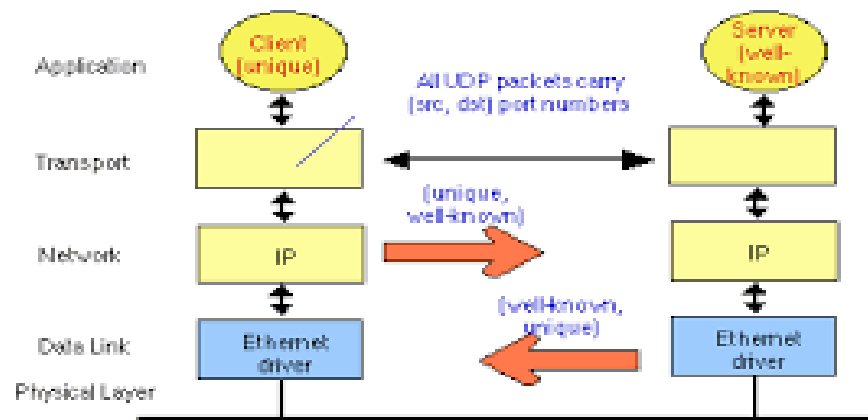 Application
Client
(unique)
Server
(well-
known)
All UDP packets carry
(src, dst) port numbers
Transport
(unique,
well-known)
Network
IP
IP
(well-known,
unique)
Data Link
Ethernet
driver
Ethernet
driver
Physical Layer